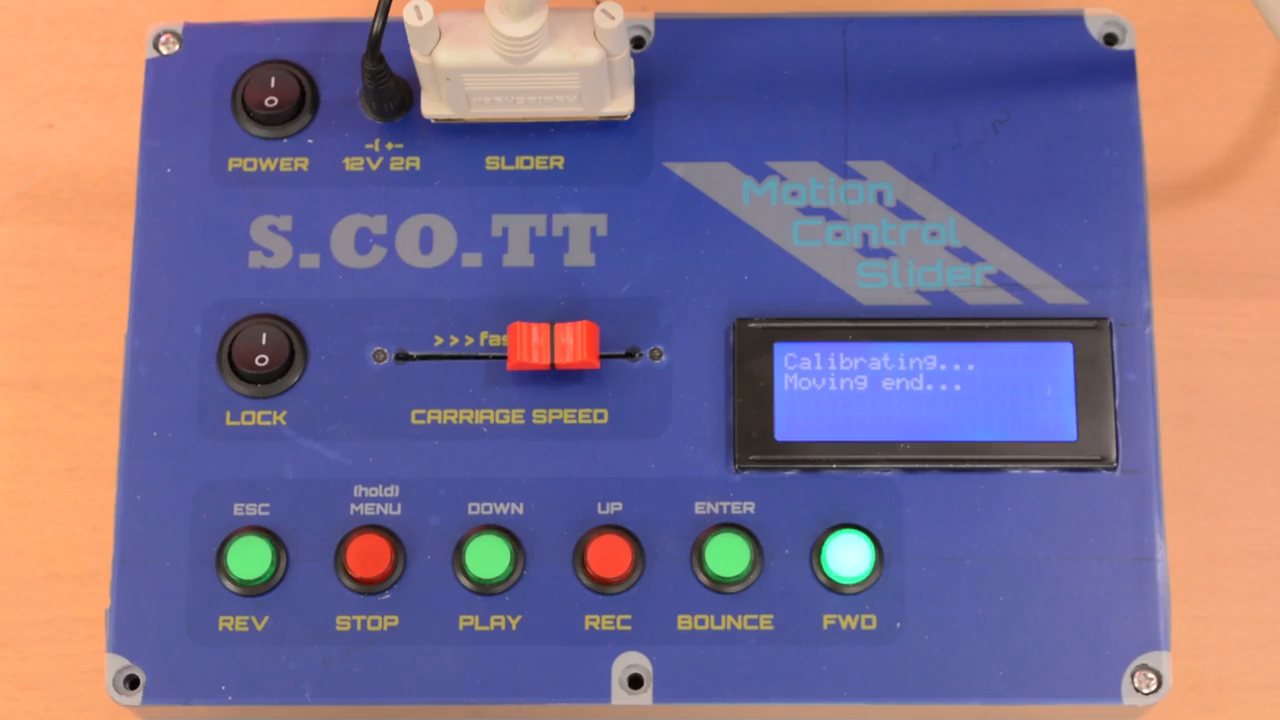 POWER
12V 2A
SLIDER
S.CO.TT
Motion
Control
Slider
>>> fas
LOCK
CARRIAGE SPEED
Calibrating...
Moving end...
ESC
(hold)
MENU
DOWN
UP
ENTER
REV
STOP
PLAY
REC
BOUNCE
FWD